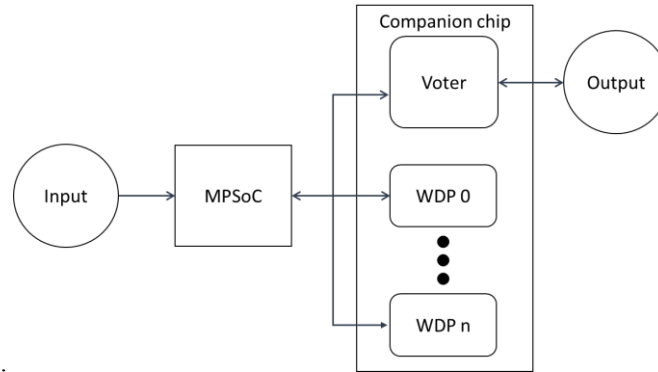 Companion chip
Voter
Output
Input
MPSoC
WDP 0
WDP n
.